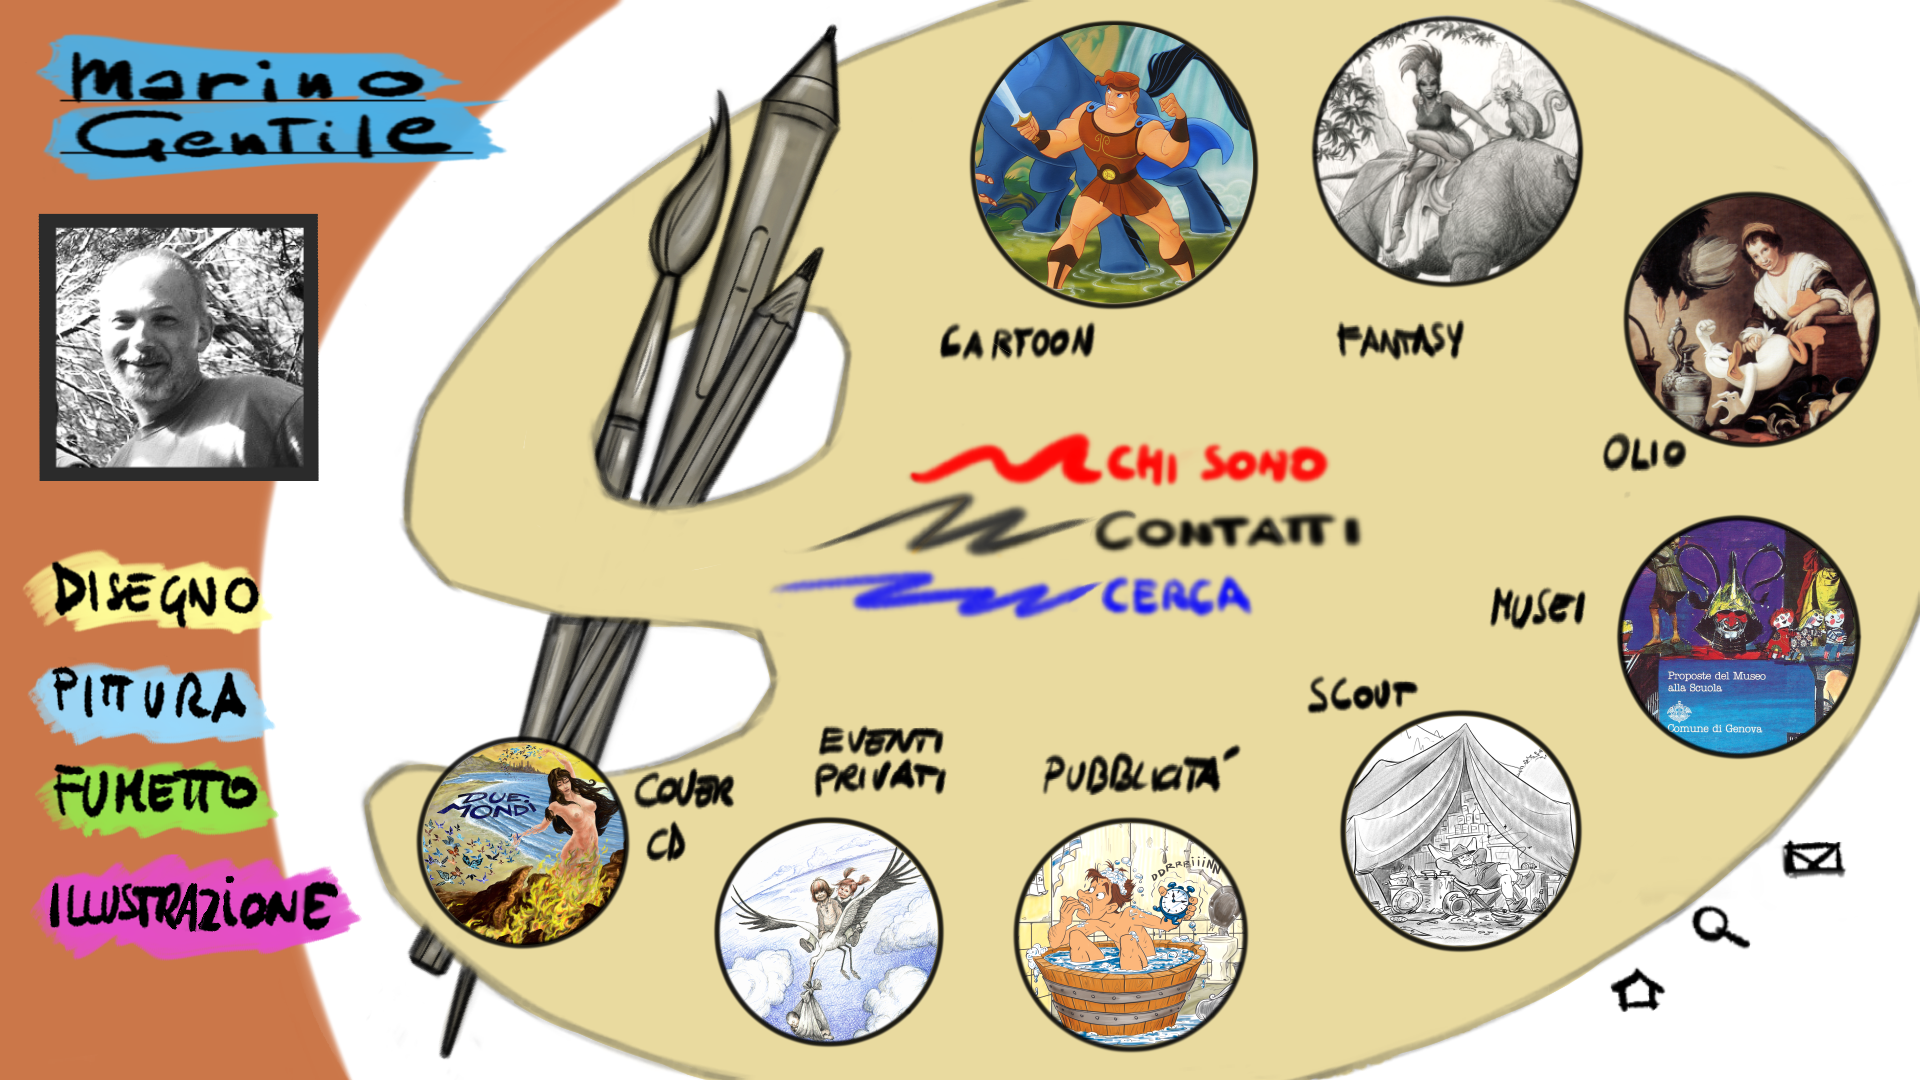 Marino
Gentile
DISEGNO
PITTURA
FUMETTO
ILLUSTRAZIONE
CARTOON
FANTASY
OLIO
CHI SONO
CONTATTI
CERCA
MUSEI
Proposte del Museo
alla Scuola
Comune di Genova
SCOUT
PUBBLICITA'
DDRRRiiiNN
EVENTI
PRIVATI
COVER
CD
DUE
MONDI